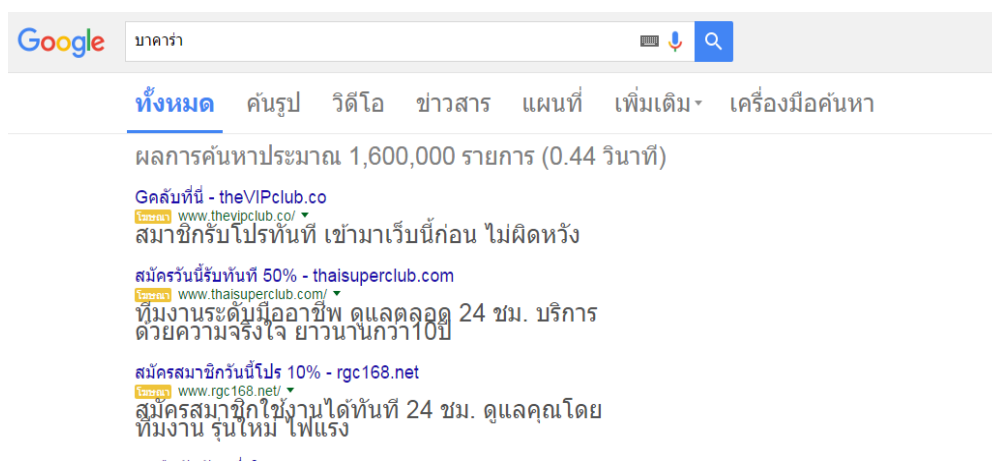 Google บาคาร่า
ทั้งหมด ค้นรูป วิดีโอ ข่าวสาร แผนที่ เพิ่มเติม เครื่องมือค้นหา
ผลการค้นหาประมาณ 1,600,000 รายการ (0.44 วินาที)
Gคลับที่นี่ - theVIPclub.co
โฆษณา www.thevipclub.co/
สมาชิกรับโปรทันที เข้ามาเว็บนี้ก่อน ไม่ผิดหวัง
สมัครวันนี้รับทันที 50% - thaisuperclub.com
โฆษณา www.thaisuperclub.com/
ทีมงานระดับมืออาชีพ ดูแลตลอด 24 ชม. บริการ
ด้วยความจริงใจ ยาวนานกว่า10ปี
สมัครสมาชิกวันนี้โปร 10% - rgc168.net
โฆษณา www.rgc168.net/
สมัครสมาชิกใช้งานได้ทันที 24 ชม. ดูแลคุณโดย
ทีมงาน รุ่นใหม่ ไฟแรง